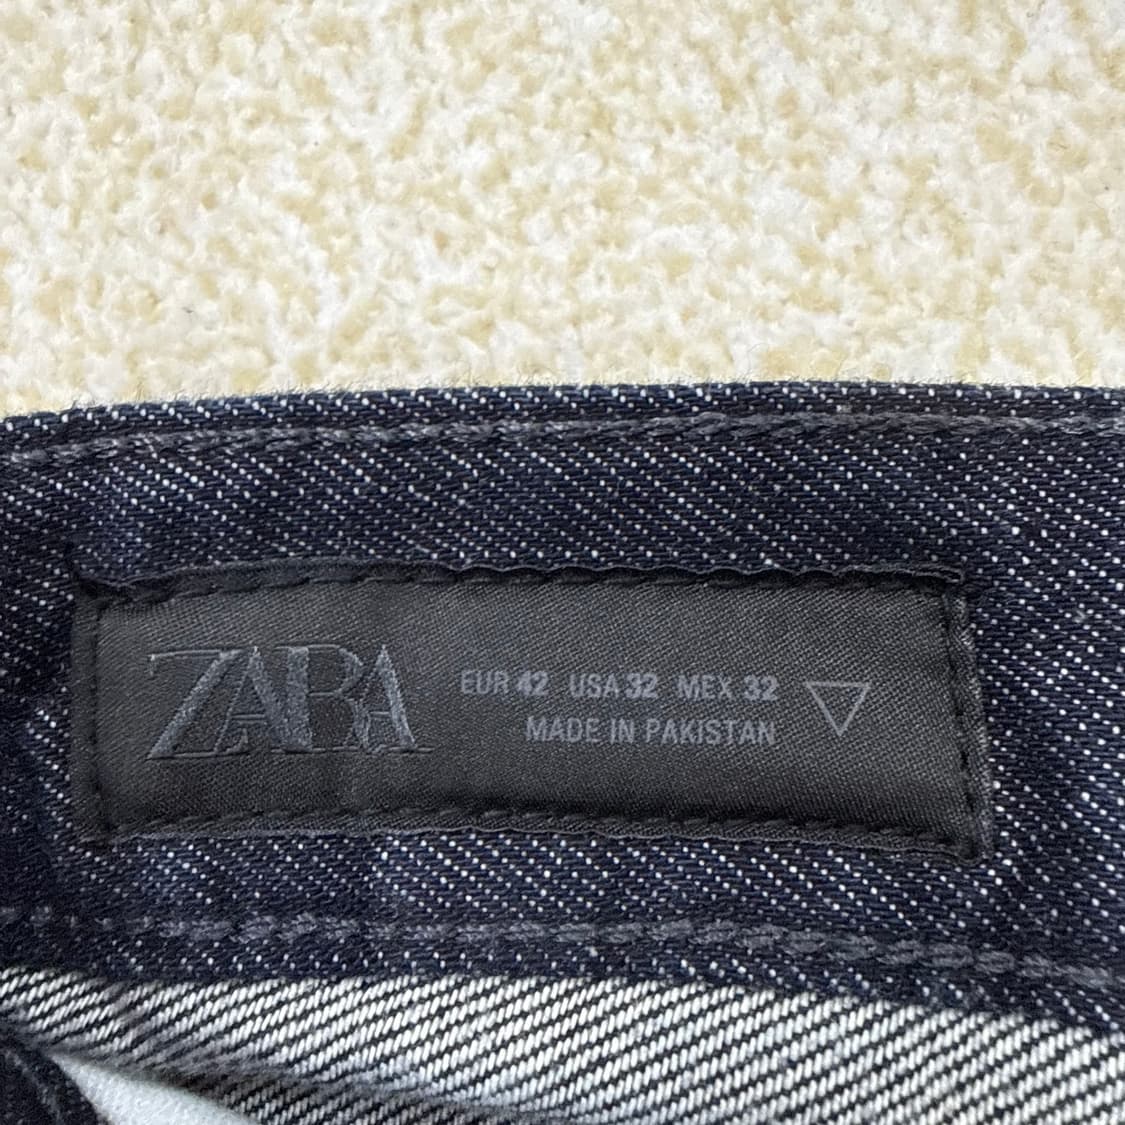 ZARA
EUR 42 USA 32 MEX 32
MADE IN PAKISTAN